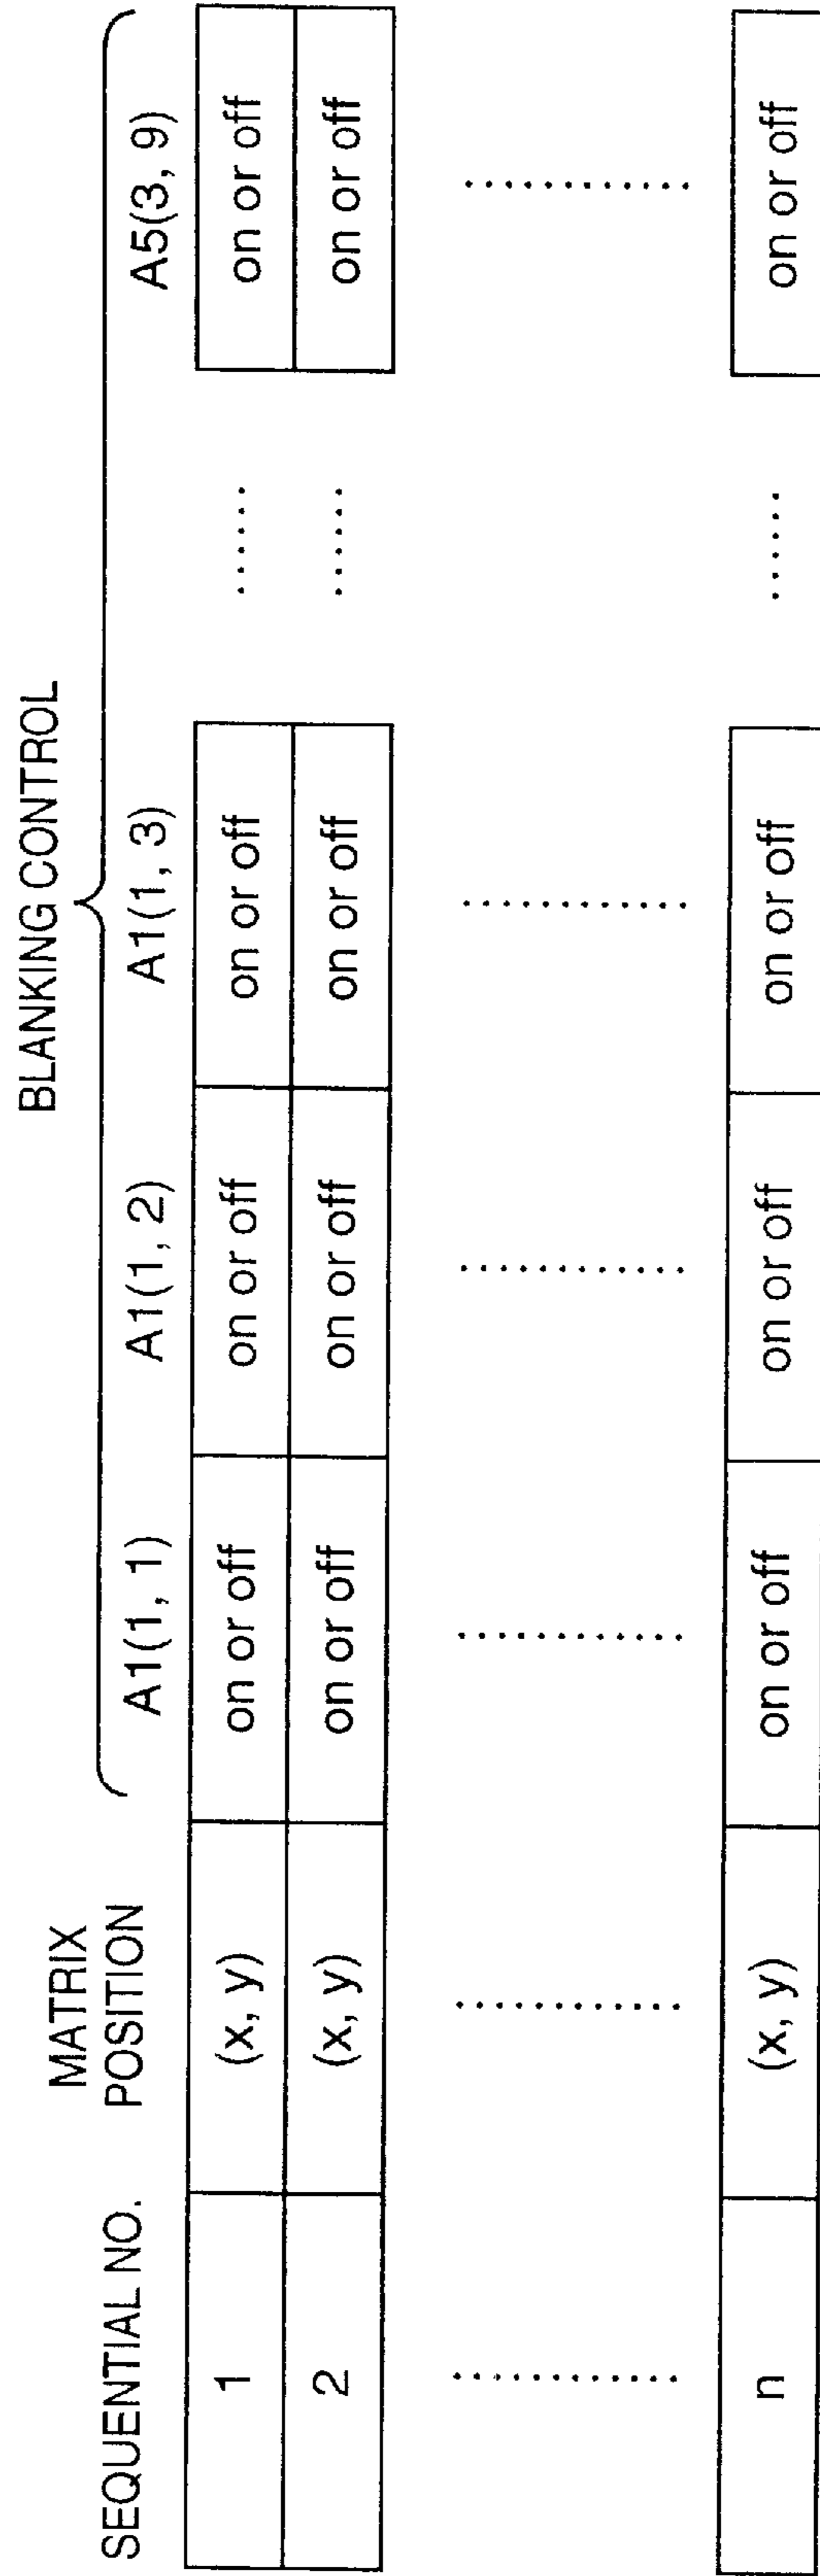 BLANKING CONTROL
SEQUENTIAL NO. MATRIX POSITION A1(1, 1) A1(1, 2) A1(1, 3) A5(3, 9)
1 (x, y) on or off on or off on or off ...... on or off
2 (x, y) on or off on or off on or off ...... on or off
n (x, y) on or off on or off on or off ...... on or off